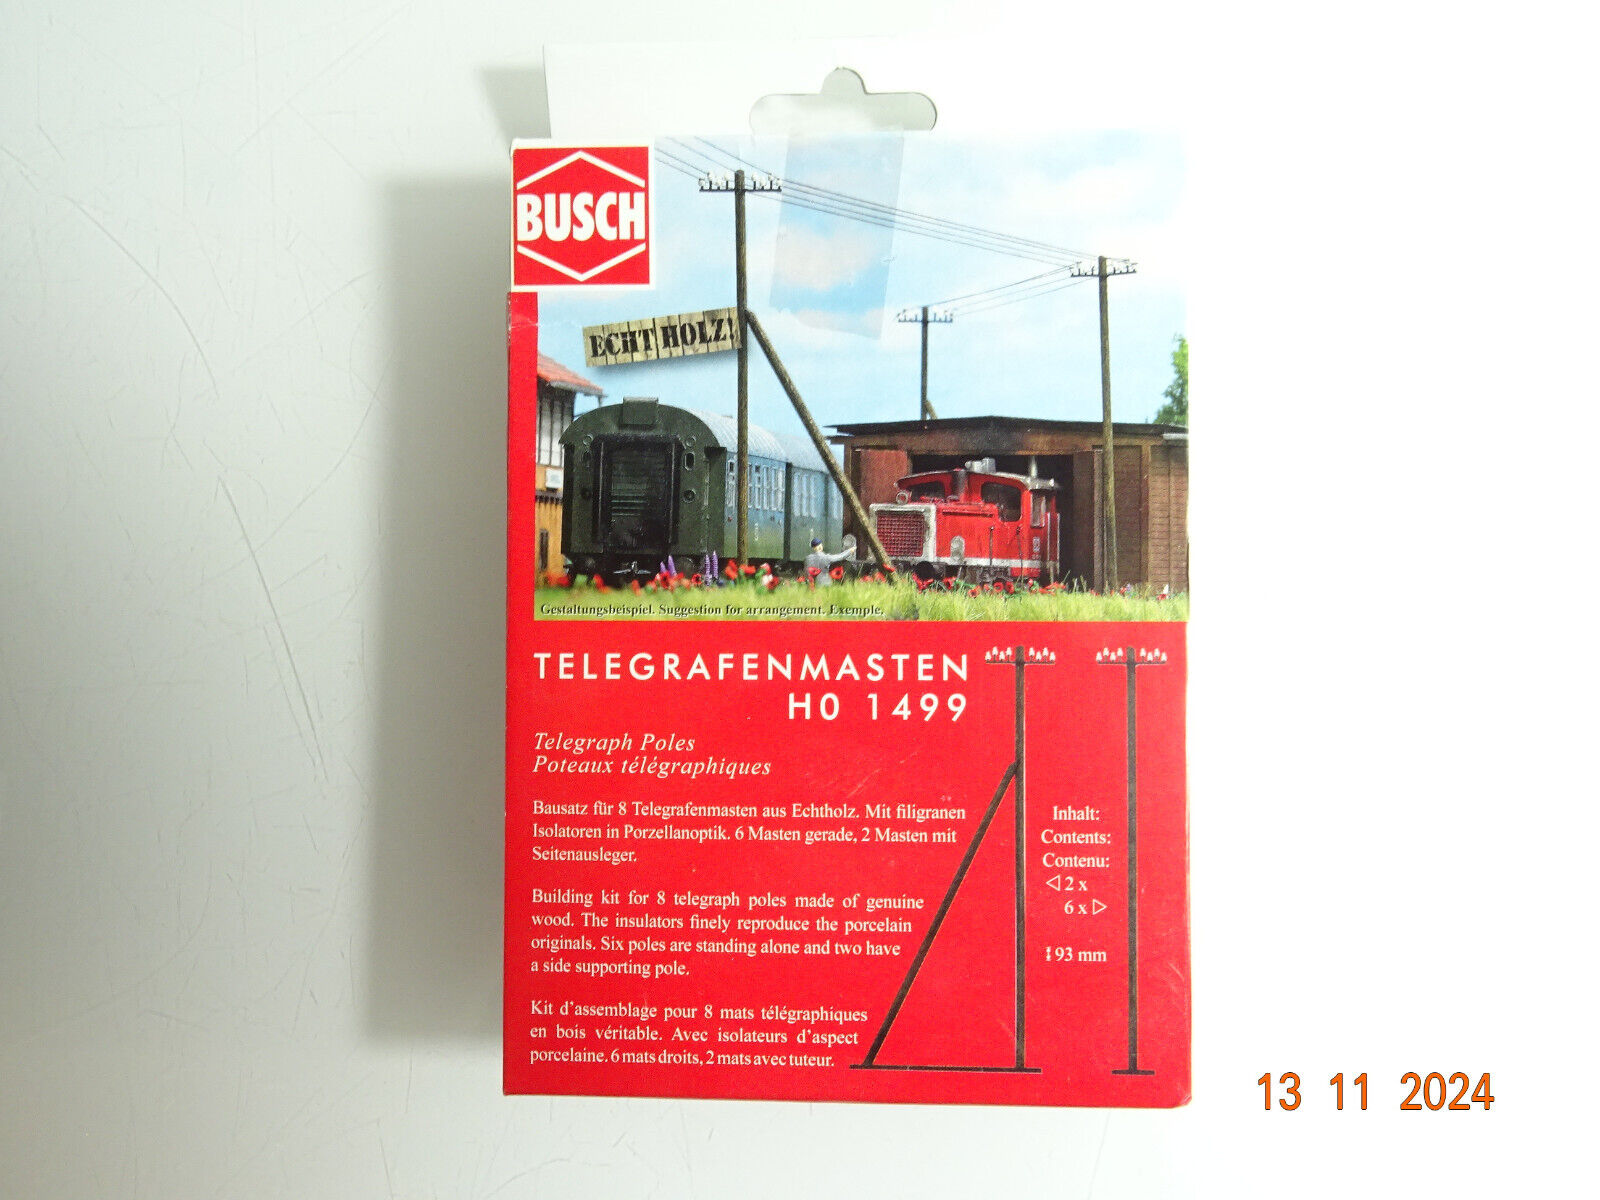 BUSCH
ECHT HOLZ!
Gestaltungsbeispiel. Suggestion for arrangement. Exemple.
TELEGRAFENMASTEN
H0 1499
Telegraph Poles
Poteaux télégraphiques
Bausatz für 8 Telegrafenmasten aus Echtholz. Mit filigranen
Isolatoren in Porzellanoptik. 6 Masten gerade, 2 Masten mit
Seitenausleger.
Building kit for 8 telegraph poles made of genuine
wood. The insulators finely reproduce the porcelain
originals. Six poles are standing alone and two have
a side supporting pole.
Kit d'assemblage pour 8 mats télégraphiques
en bois véritable. Avec isolateurs d'aspect
porcelaine. 6 mats droits, 2 mats avec tuteur.
Inhalt:
Contents:
Contenu:
2 x
6 x
93 mm
13 11 2024